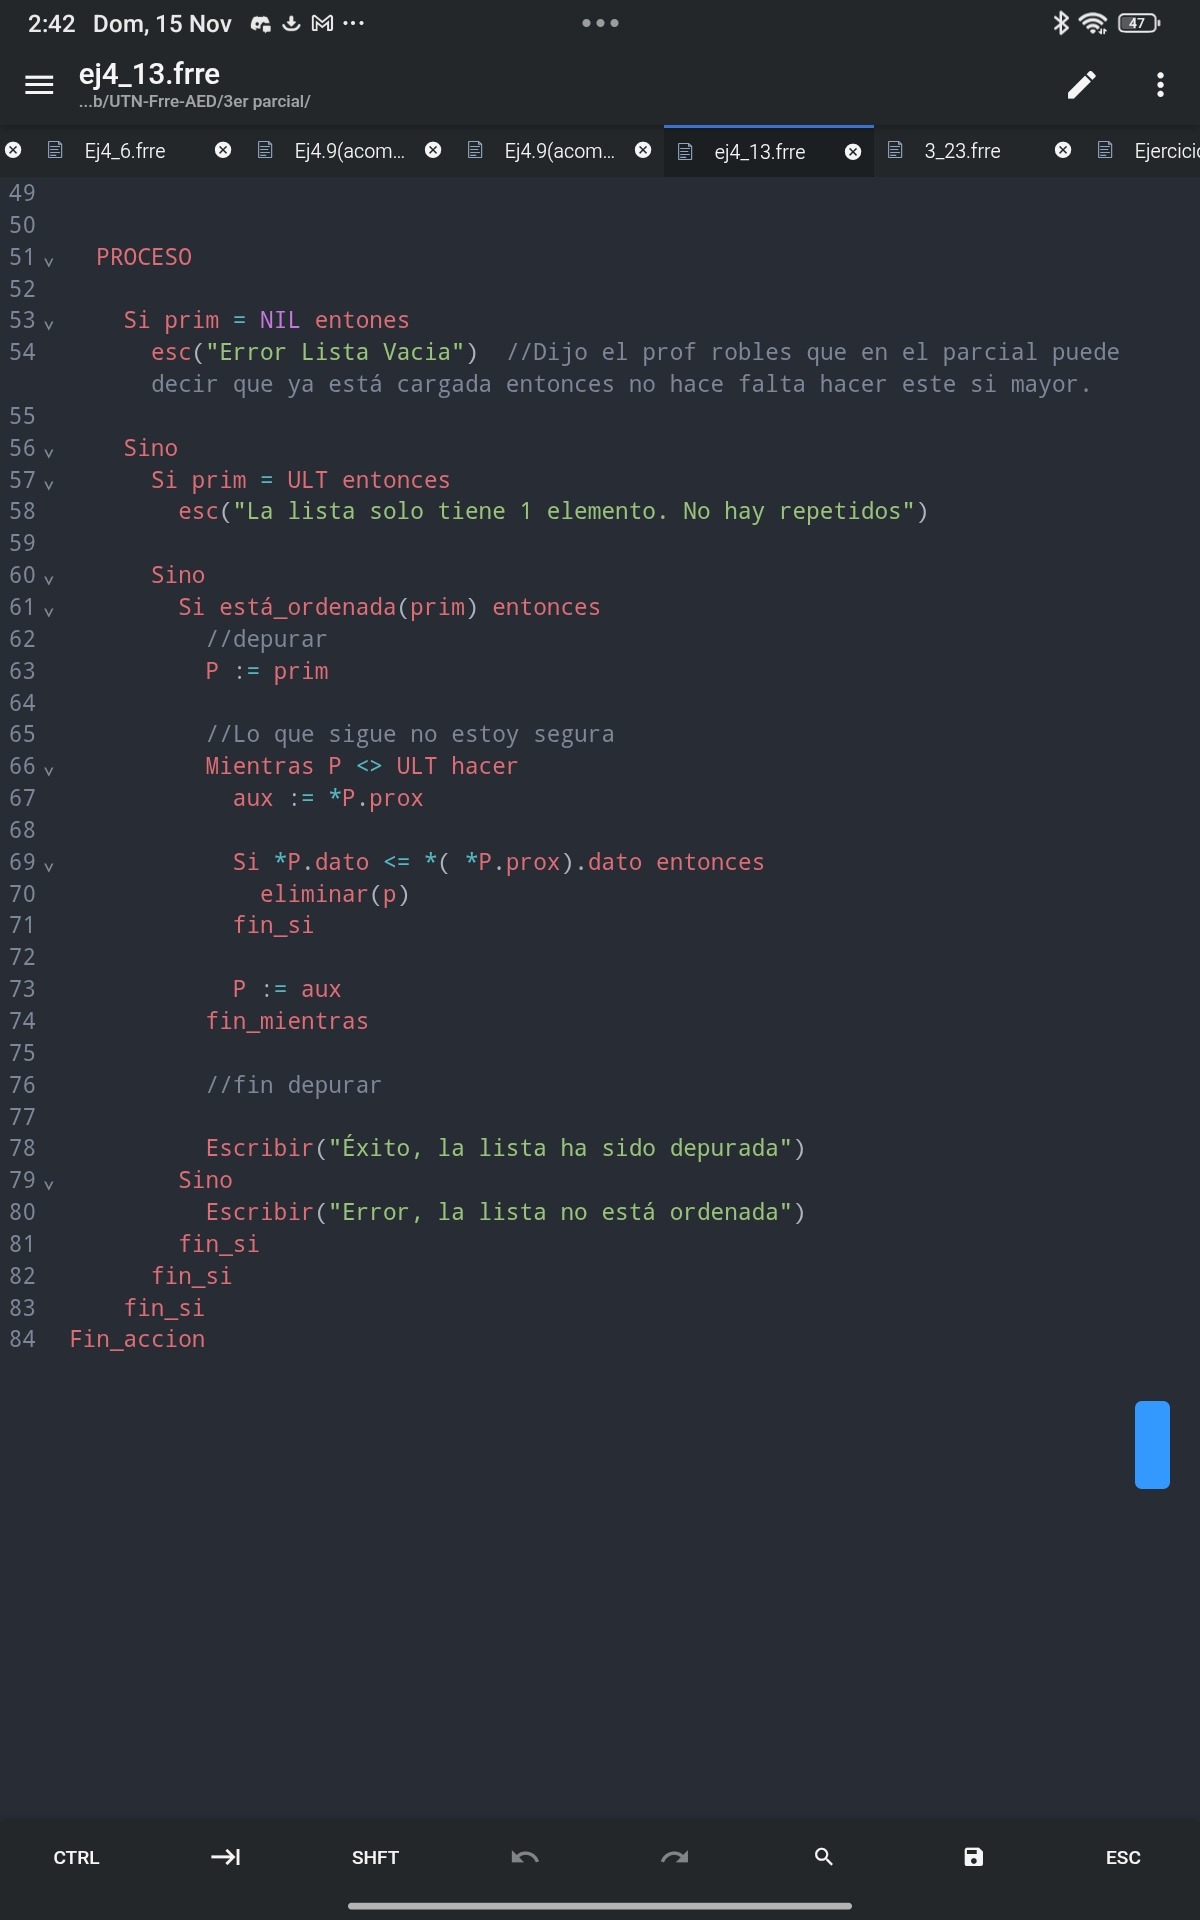 2:42 Dom, 15 Nov
47
ej4_13.frre
...b/UTN-Frre-AED/3er parcial/
Ej4_6.frre
Ej4.9(acom...
Ej4.9(acom...
ej4_13.frre
3_23.frre
Ejercicio
49
50
51 PROCESO
52
53 Si prim = NIL entones
54 esc("Error Lista Vacia") //Dijo el prof robles que en el parcial puede
decir que ya está cargada entonces no hace falta hacer este si mayor.
55
56 Sino
57 Si prim = ULT entonces
58 esc("La lista solo tiene 1 elemento. No hay repetidos")
59
60 Sino
61 Si está_ordenada(prim) entonces
62 //depurar
63 P := prim
64
65 //Lo que sigue no estoy segura
66 Mientras P <> ULT hacer
67 aux := *P.prox
68
69 Si *P.dato <= *( *P.prox).dato entonces
70 eliminar(p)
71 fin_si
72
73 P := aux
74 fin_mientras
75
76 //fin depurar
77
78 Escribir("Éxito, la lista ha sido depurada")
79 Sino
80 Escribir("Error, la lista no está ordenada")
81 fin_si
82 fin_si
83 fin_si
84 Fin_accion
CTRL SHFT ESC